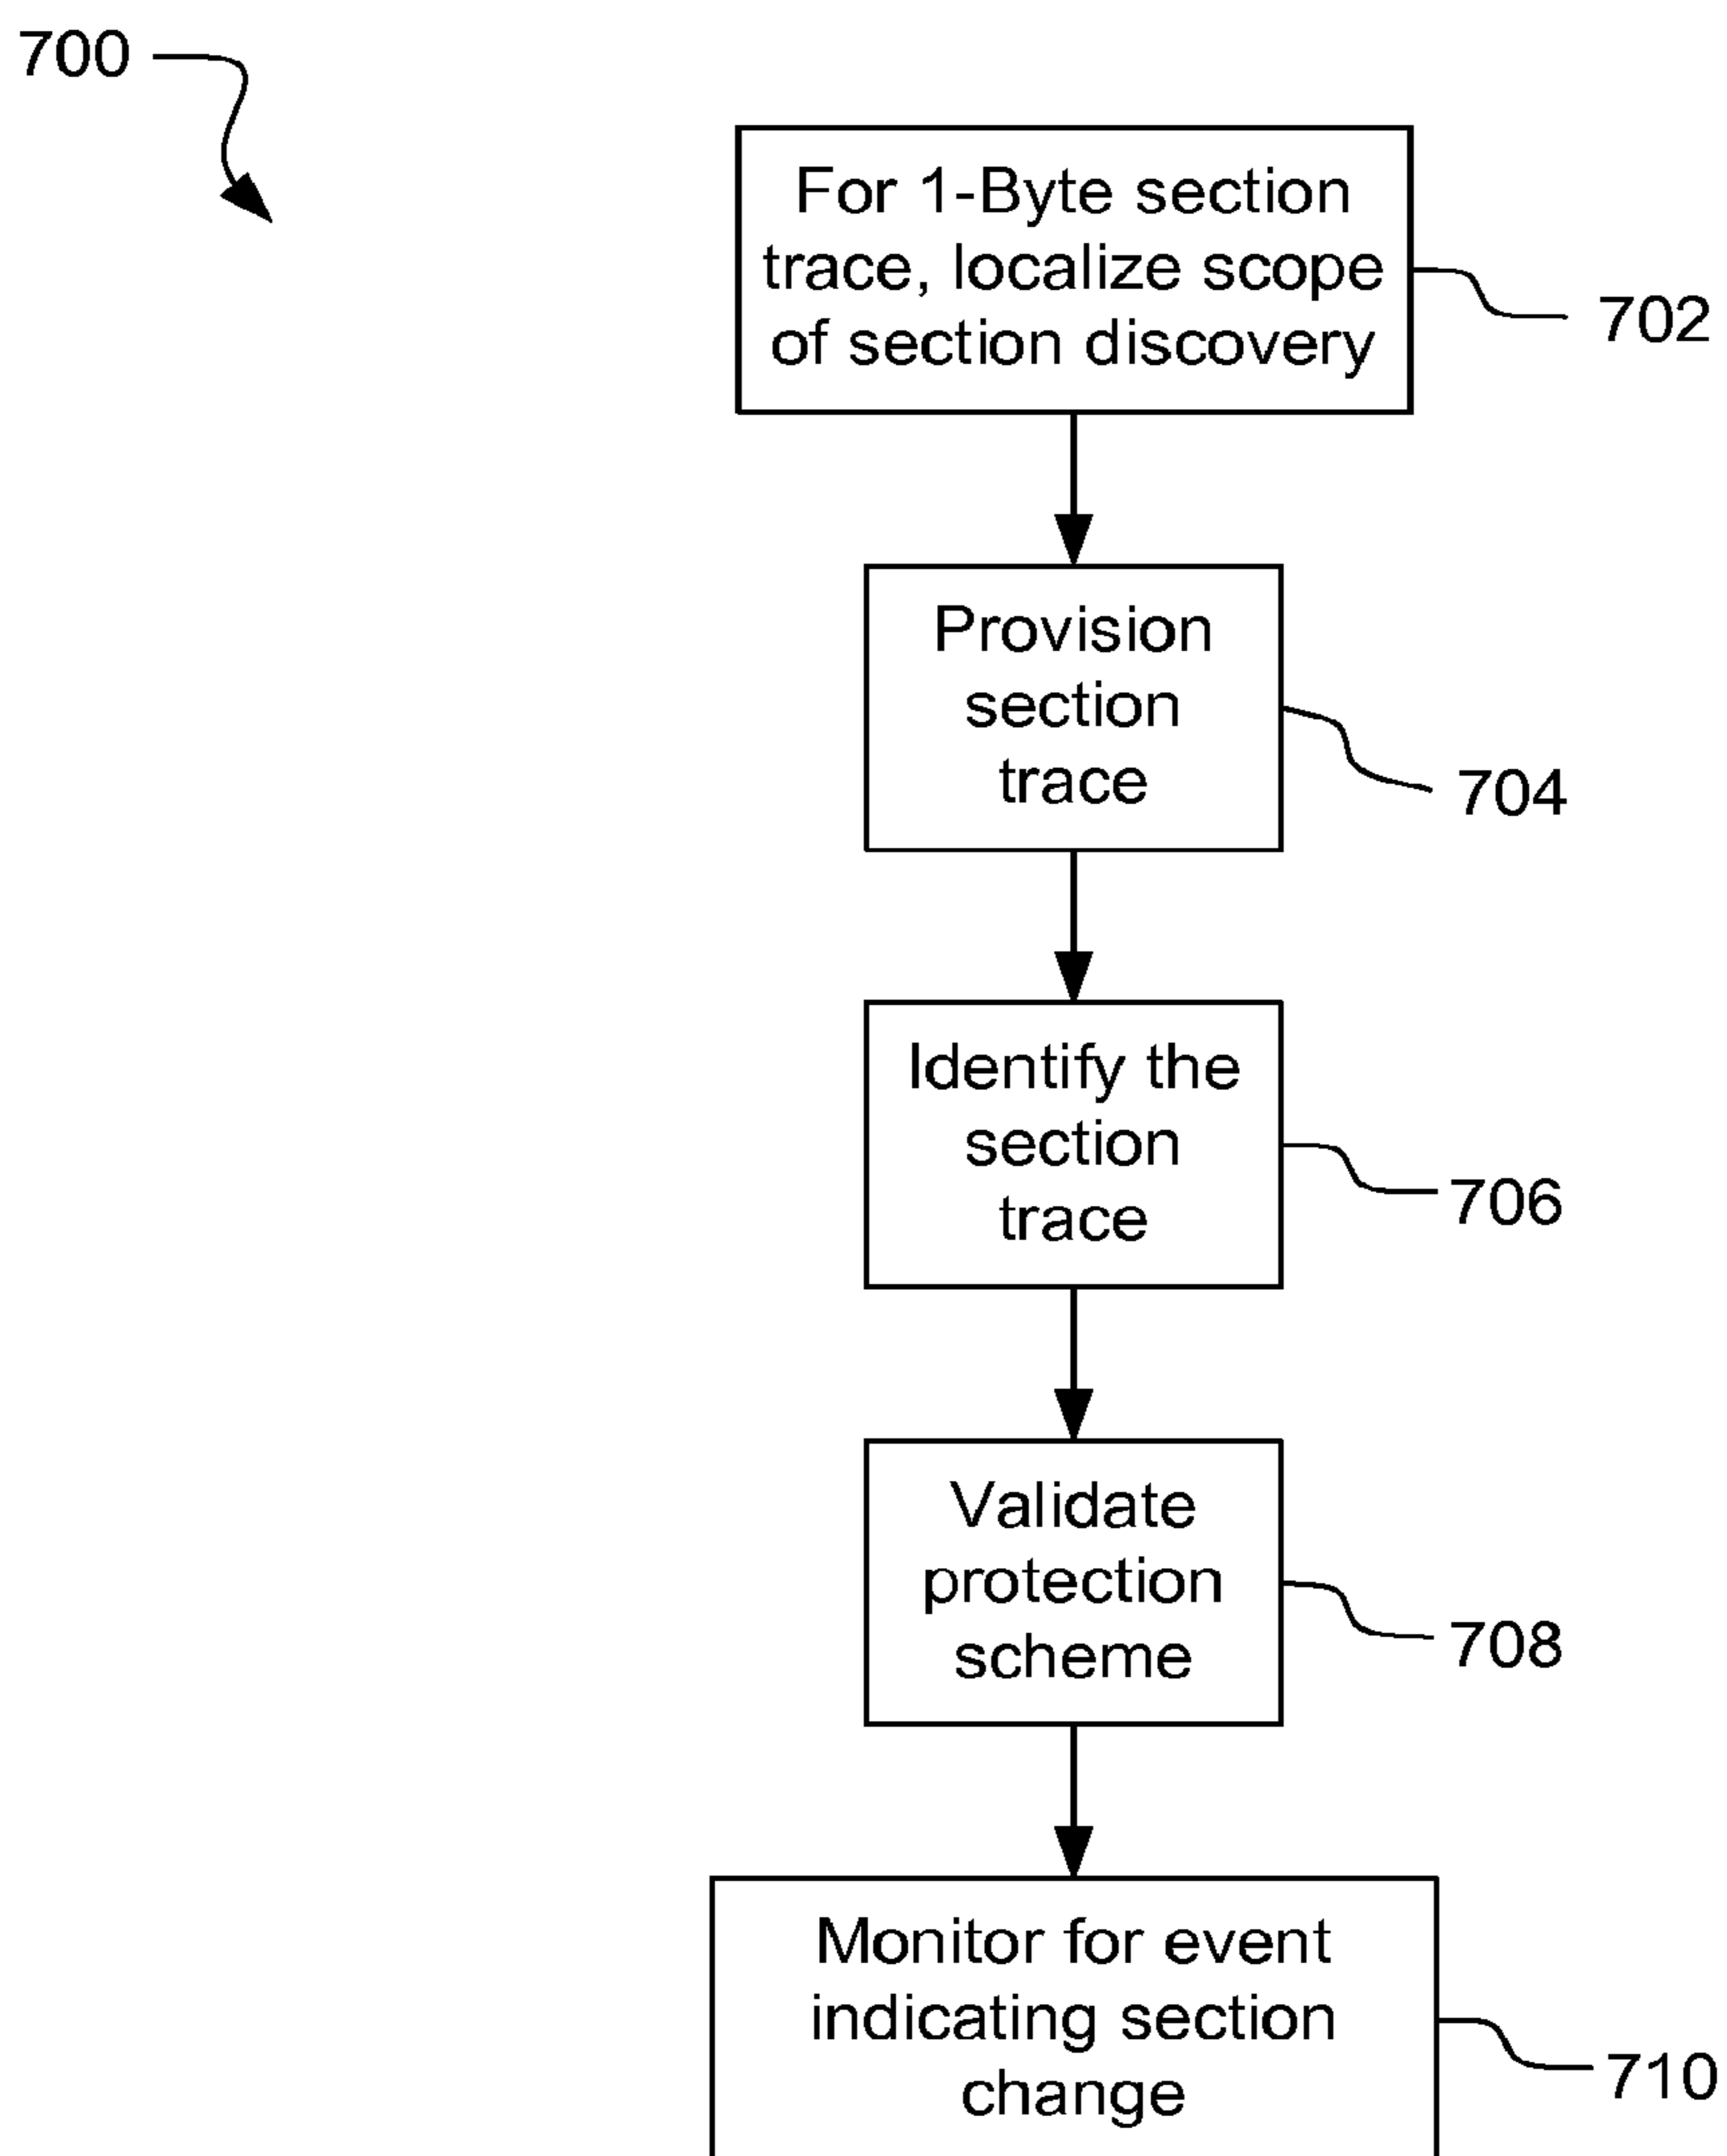 700
For 1-Byte section
trace, localize scope
of section discovery
702
Provision
section
trace
704
Identify the
section
trace
706
Validate
protection
scheme
708
Monitor for event
indicating section
change
710